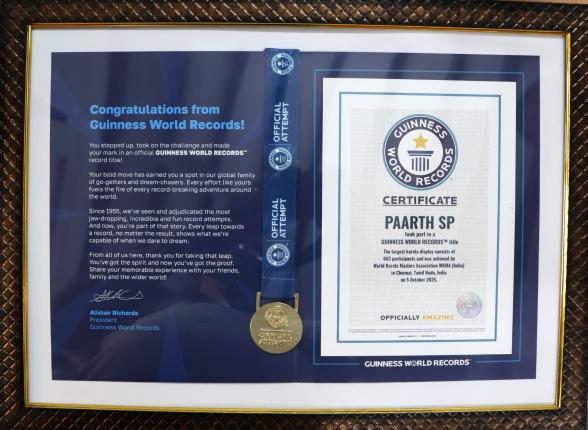 Congratulations from
Guinness World Records!
You stepped up, took on the challenge and made
your mark in an official GUINNESS WORLD RECORDS™
record title!
Your bold move has earned you a spot in our global family
of go-getters and dream-chasers. Every effort like yours
fuels the fire of every record-breaking adventure around
the world.
Since 1955, we've seen and adjudicated the most
jaw-dropping, incredible and fun record attempts.
And now, you're part of that story. Every leap towards
a record, no matter the result, shows what we're
capable of when we dare to dream.
From all of us here, thank you for taking that leap.
You've got the spirit and now you've got the proof.
Share your memorable experience with your friends,
family and the wider world!
Alistair Richards
President
Guinness World Records
OFFICIAL
ATTEMPT
OFFICIAL
ATTEMPT
OFFICIAL
ATTEMPT
GUINNESS
WORLD RECORDS
CERTIFICATE
PAARTH SP
took part in a
GUINNESS WORLD RECORDS™ title
The largest karate display consists of
863 participants and was achieved by
World Karate Masters Association WKMA (India)
in Chennai, Tamil Nadu, India
on 5 October 2025.
OFFICIALLY AMAZING
GUINNESS WORLD RECORDS